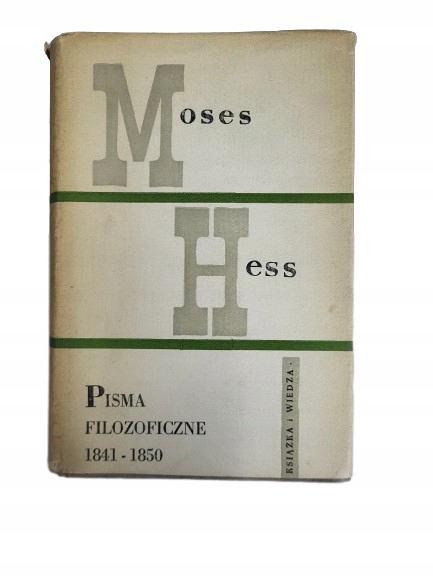 Moses
Hess
PISMA
FILOZOFICZNE
1841 - 1850
KSIĄŻKA i WIEDZA ·